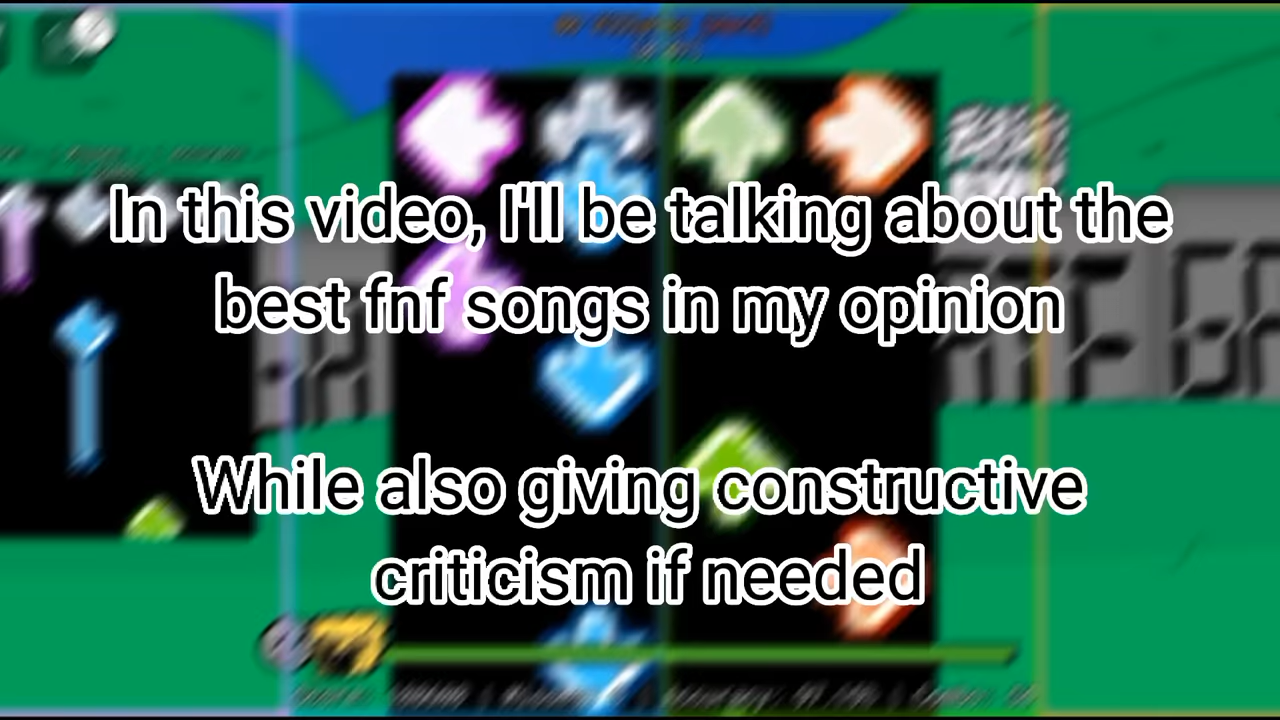 In this video, I'll be talking about the
best fnf songs in my opinion
While also giving constructive
criticism if needed